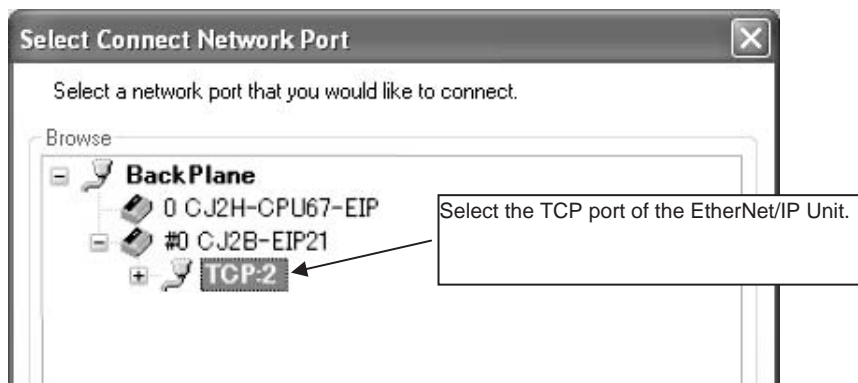 Select Connect Network Port
Select a network port that you would like to connect.
Browse
BackPlane
0 CJ2H-CPU67-EIP
Select the TCP port of the EtherNet/IP Unit.
#0 CJ2B-EIP21
TCP:2